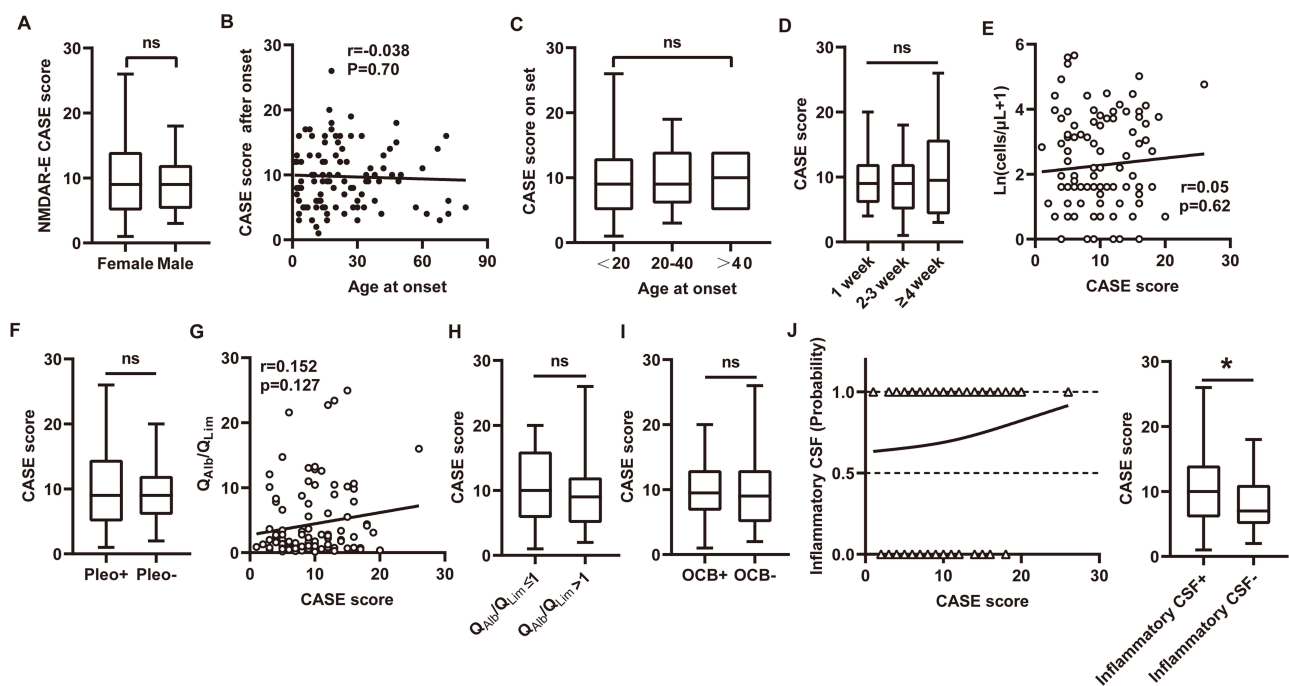 A
NMDAR-E CASE score
30
20
10
0
ns
Female Male
B
CASE score after onset
30
20
10
0
r=-0.038
P=0.70
0 30 60 90
Age at onset
C
CASE score on set
30
20
10
0
ns
<20 20-40 >40
Age at onset
D
CASE score
30
20
10
0
ns
1 week
2-3 week
≥4 week
E
Ln(cells/μL+1)
6
4
2
0
r=0.05
p=0.62
0 10 20 30
CASE score
F
CASE score
30
20
10
0
ns
Pleo+ Pleo-
G
QAlb/QLim
30
20
10
0
r=0.152
p=0.127
0 10 20 30
CASE score
H
CASE score
30
20
10
0
ns
QAlb/QLim ≤1
QAlb/QLim >1
I
CASE score
30
20
10
0
ns
OCB+ OCB-
J
Inflammatory CSF (Probability)
1.0
0.5
0.0
0 10 20 30
CASE score
CASE score
30
20
10
0
*
Inflammatory CSF+
Inflammatory CSF-